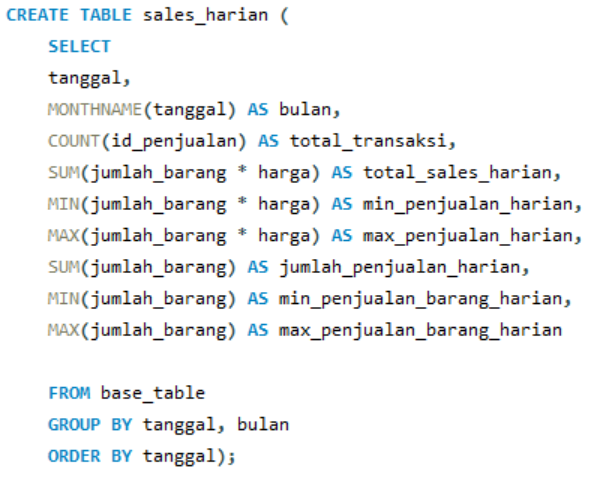 CREATE TABLE sales_harian (
SELECT
tanggal,
MONTHNAME(tanggal) AS bulan,
COUNT(id_penjualan) AS total_transaksi,
SUM(jumlah_barang * harga) AS total_sales_harian,
MIN(jumlah_barang * harga) AS min_penjualan_harian,
MAX(jumlah_barang * harga) AS max_penjualan_harian,
SUM(jumlah_barang) AS jumlah_penjualan_harian,
MIN(jumlah_barang) AS min_penjualan_barang_harian,
MAX(jumlah_barang) AS max_penjualan_barang_harian
FROM base_table
GROUP BY tanggal, bulan
ORDER BY tanggal);